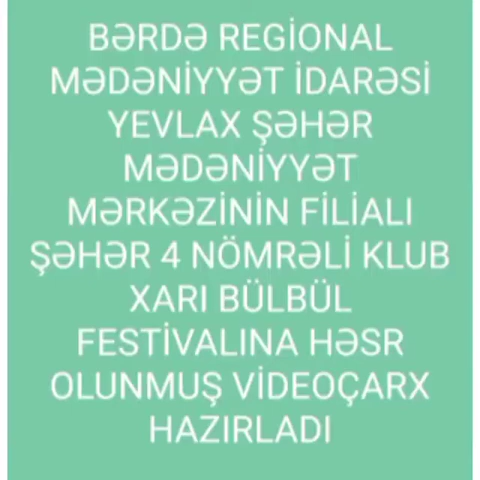 BƏRDƏ REGİONAL
MƏDƏNİYYƏT İDARƏSİ
YEVLAX ŞƏHƏR
MƏDƏNİYYƏT
MƏRKƏZİNİN FİLİALI
ŞƏHƏR 4 NÖMRƏLİ KLUB
XARI BÜLBÜL
FESTİVALINA HƏSR
OLUNMUŞ VİDEOÇARX
HAZIRLADI